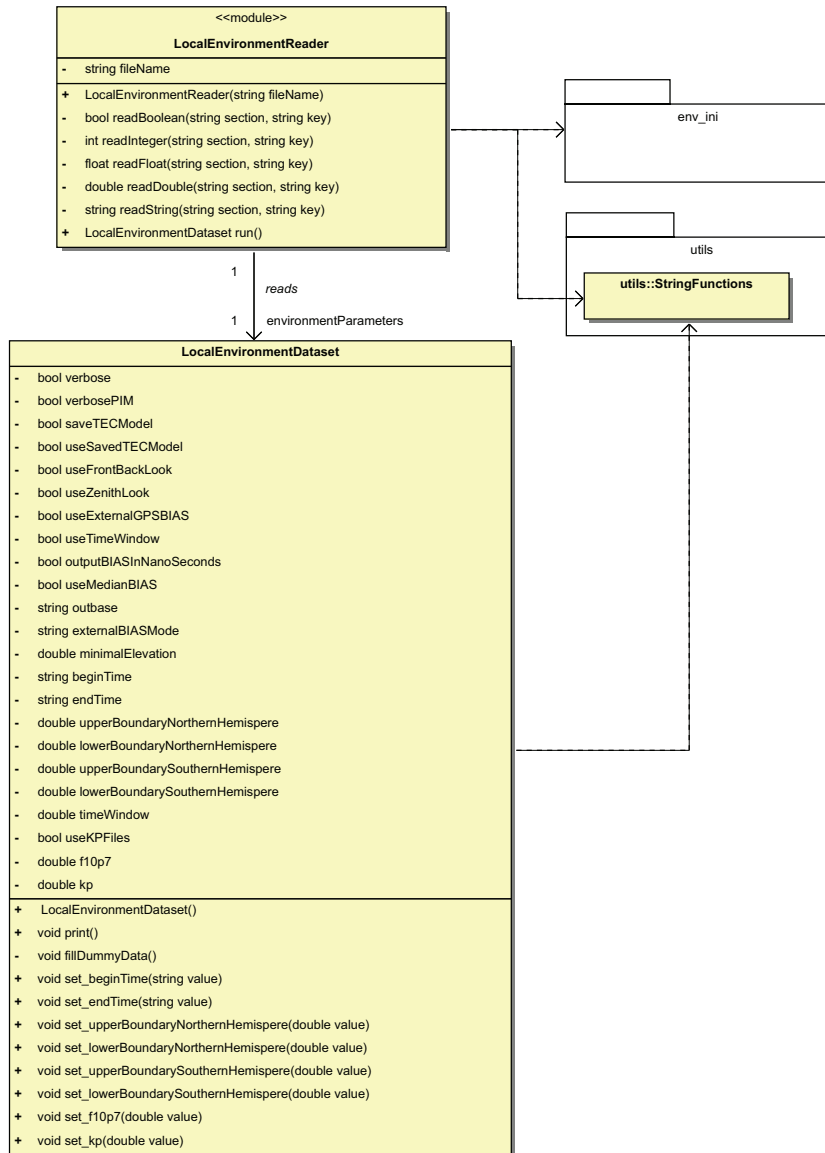 <<module>>
LocalEnvironmentReader
- string fileName
+ LocalEnvironmentReader(string fileName)
- bool readBoolean(string section, string key)
- int readInteger(string section, string key)
- float readFloat(string section, string key)
- double readDouble(string section, string key)
- string readString(string section, string key)
+ LocalEnvironmentDataset run()
env_ini
utils
utils::StringFunctions
1
reads
1 environmentParameters
LocalEnvironmentDataset
- bool verbose
- bool verbosePIM
- bool saveTECModel
- bool useSavedTECModel
- bool useFrontBackLook
- bool useZenithLook
- bool useExternalGPSBIAS
- bool useTimeWindow
- bool outputBIASInNanoSeconds
- bool useMedianBIAS
- string outbase
- string externalBIASMode
- double minimalElevation
- string beginTime
- string endTime
- double upperBoundaryNorthernHemispere
- double lowerBoundaryNorthernHemispere
- double upperBoundarySouthernHemispere
- double lowerBoundarySouthernHemispere
- double timeWindow
- bool useKPFiles
- double f10p7
- double kp
+ LocalEnvironmentDataset()
+ void print()
- void fillDummyData()
+ void set_beginTime(string value)
+ void set_endTime(string value)
+ void set_upperBoundaryNorthernHemispere(double value)
+ void set_lowerBoundaryNorthernHemispere(double value)
+ void set_upperBoundarySouthernHemispere(double value)
+ void set_lowerBoundarySouthernHemispere(double value)
+ void set_f10p7(double value)
+ void set_kp(double value)